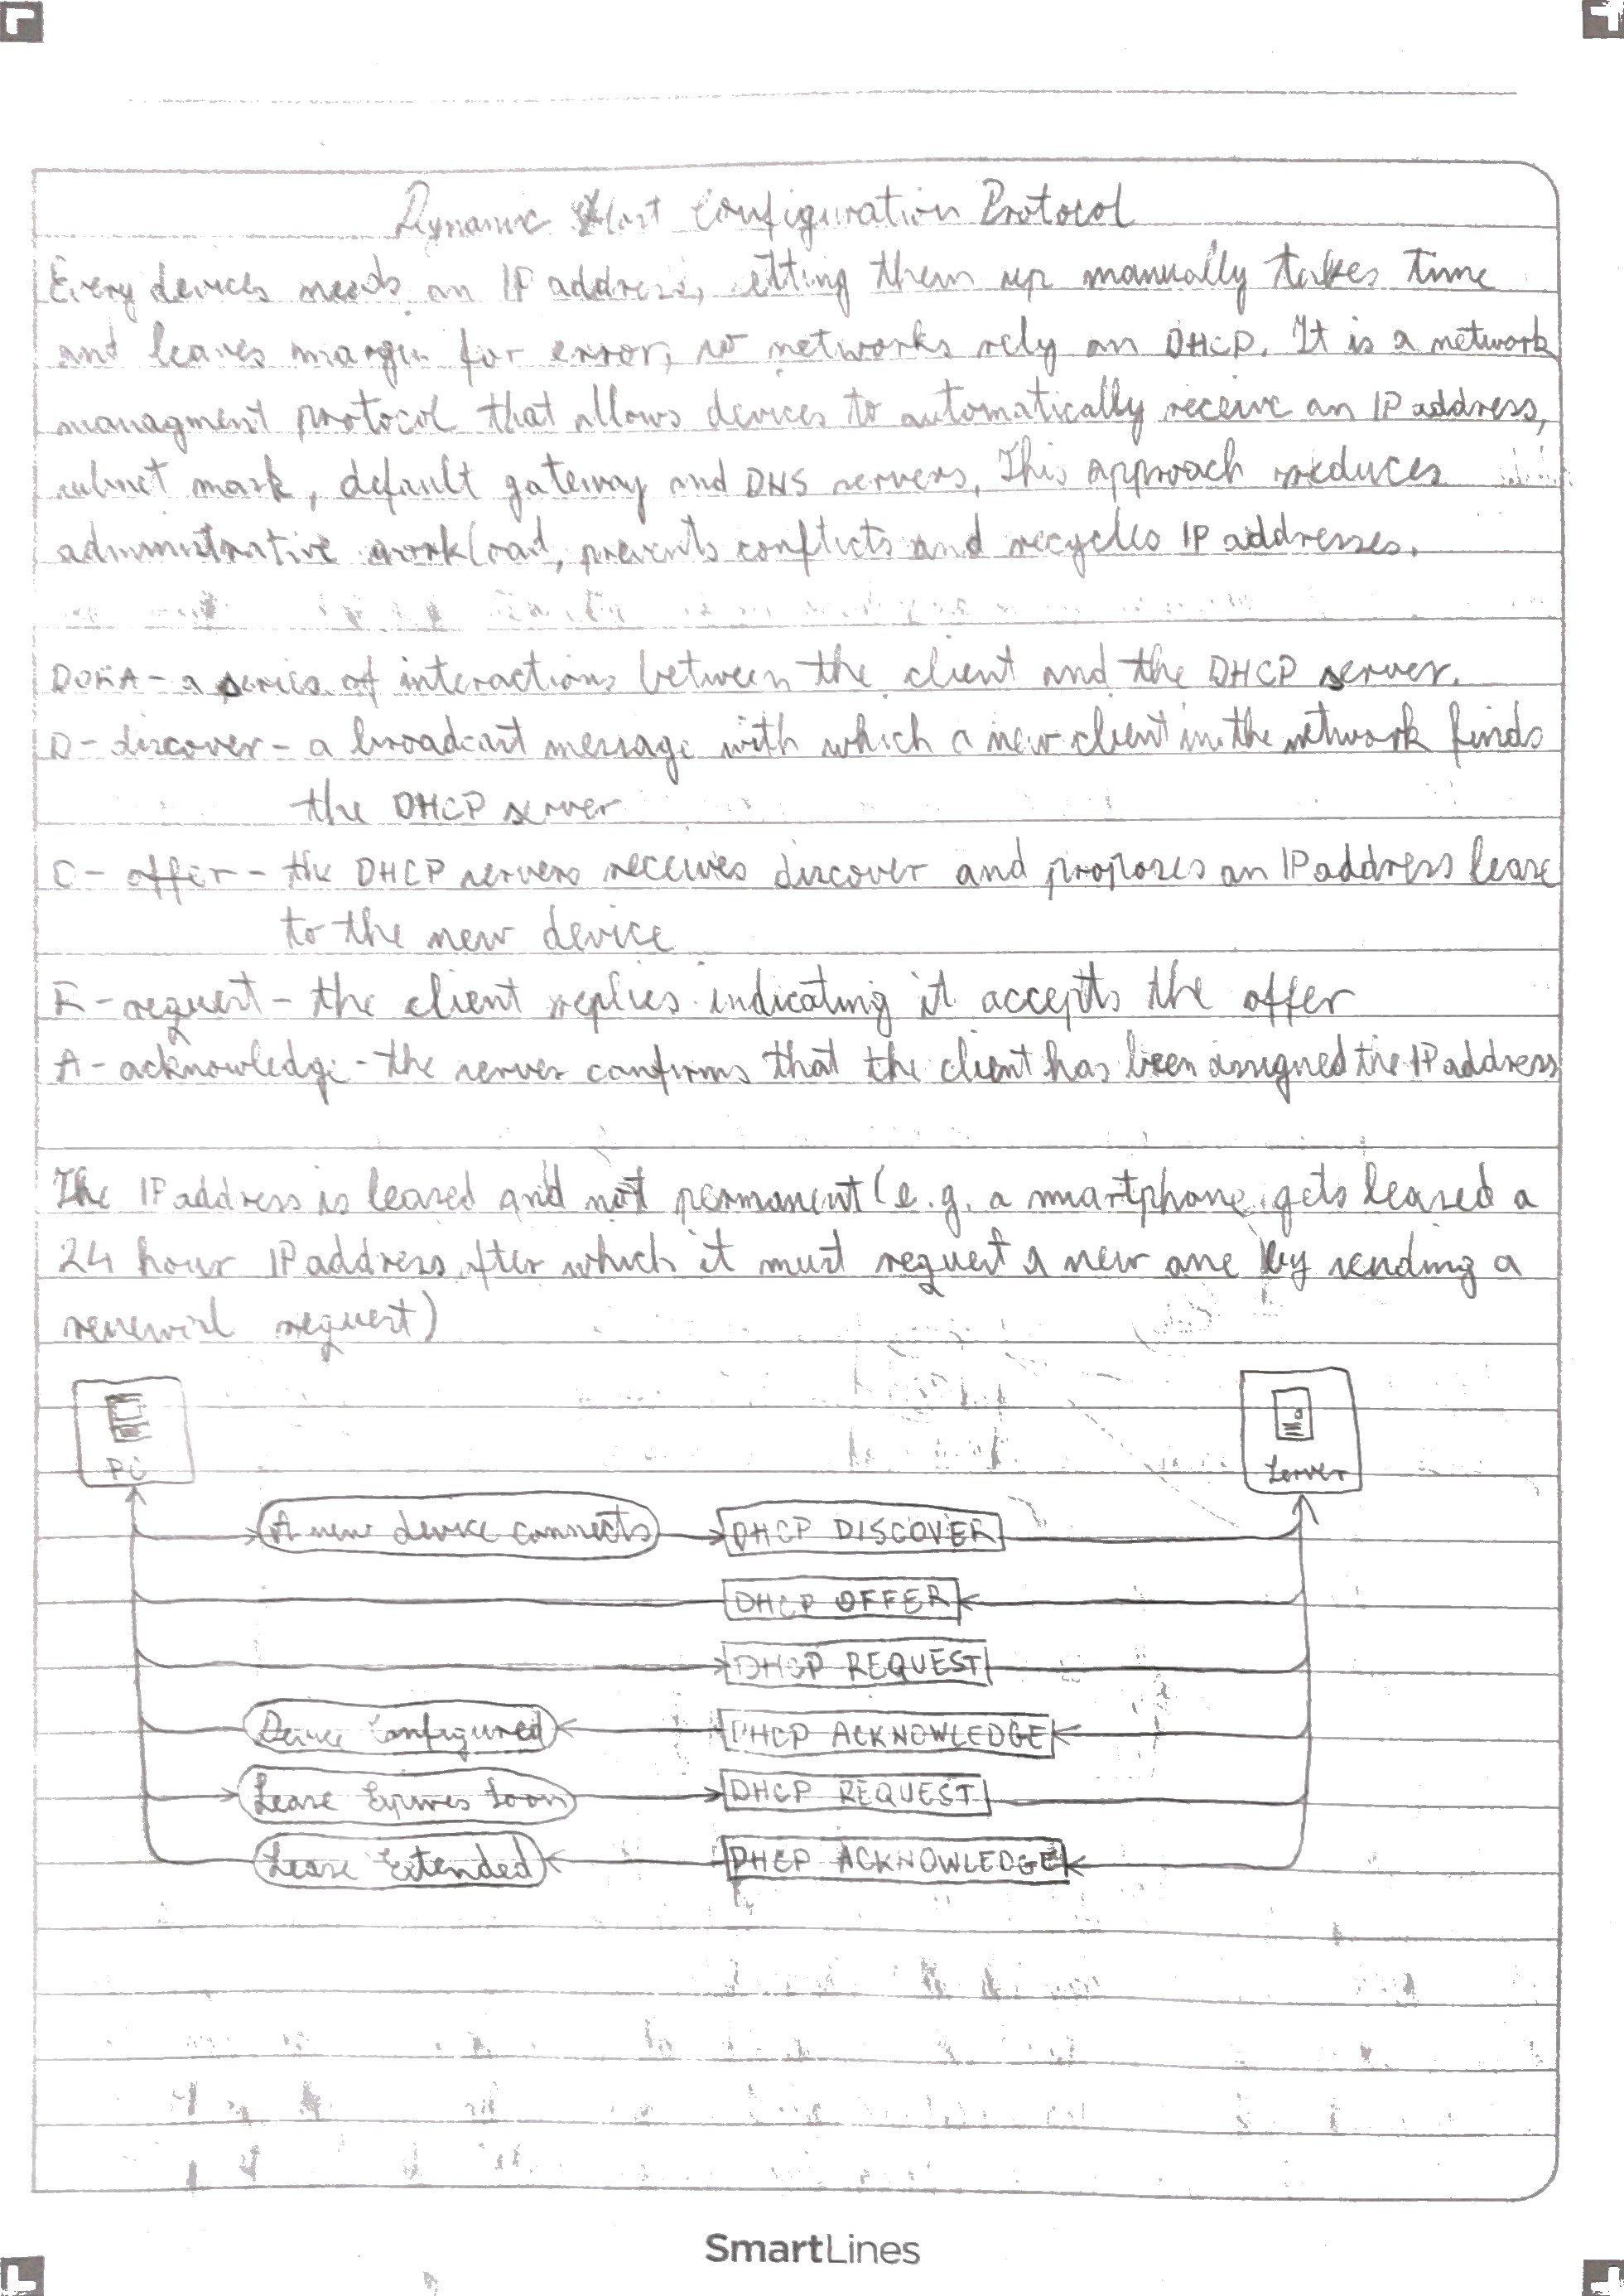 Dynamic Host Configuration Protocol
Every devices needs an IP address, etting them up manually takes time
and leaves margin for error, so networks rely on DHCP. It is a network
managment protocol that allows devices to automatically receive an IP address,
subnet mask, default gateway and DNS servers. This approach reduces
administrative workload, prevents conflicts and recycles IP addresses.
DORA - a series of interactions between the client and the DHCP server.
D - discover - a broadcast message with which a new client in the network finds
the DHCP server
O - offer - the DHCP servers receives discover and proposes an IP address lease
to the new device
R - request - the client replies indicating it accepts the offer
A - acknowledge - the server confirms that the client has been assigned the IP address
The IP address is leased and not permanent (e.g. a smartphone gets leased a
24 hour IP address after which it must request a new one by sending a
renewal request)
PC
Server
A new device connects DHCP DISCOVER
DHCP OFFER
DHCP REQUEST
Device Configured DHCP ACKNOWLEDGE
Lease Expires Soon DHCP REQUEST
Lease Extended DHCP ACKNOWLEDGE
SmartLines